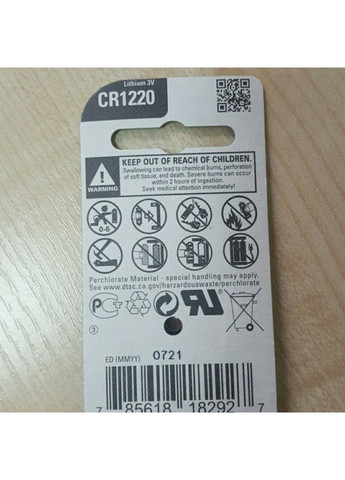 Lithium 3V
CR1220
WARNING
KEEP OUT OF REACH OF CHILDREN.
Swallowing can lead to chemical burns, perforation
of soft tissue, and death. Severe burns can occur
within 2 hours of ingestion.
Seek medical attention immediately!
0-6
Perchlorate Material - special handling may apply.
See www.dtsc.ca.gov/harzardouswaste/perchlorate
ED (MMYY) 0721
7 85618 18292 7